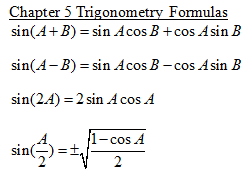 Chapter 5 Trigonometry Formulas
sin(A+B)=sin A cos B+cos A sin B
sin(A−B)=sin A cos B−cos A sin B
sin(2A)=2 sin A cos A
sin(A/2)=±√((1−cos A)/2)